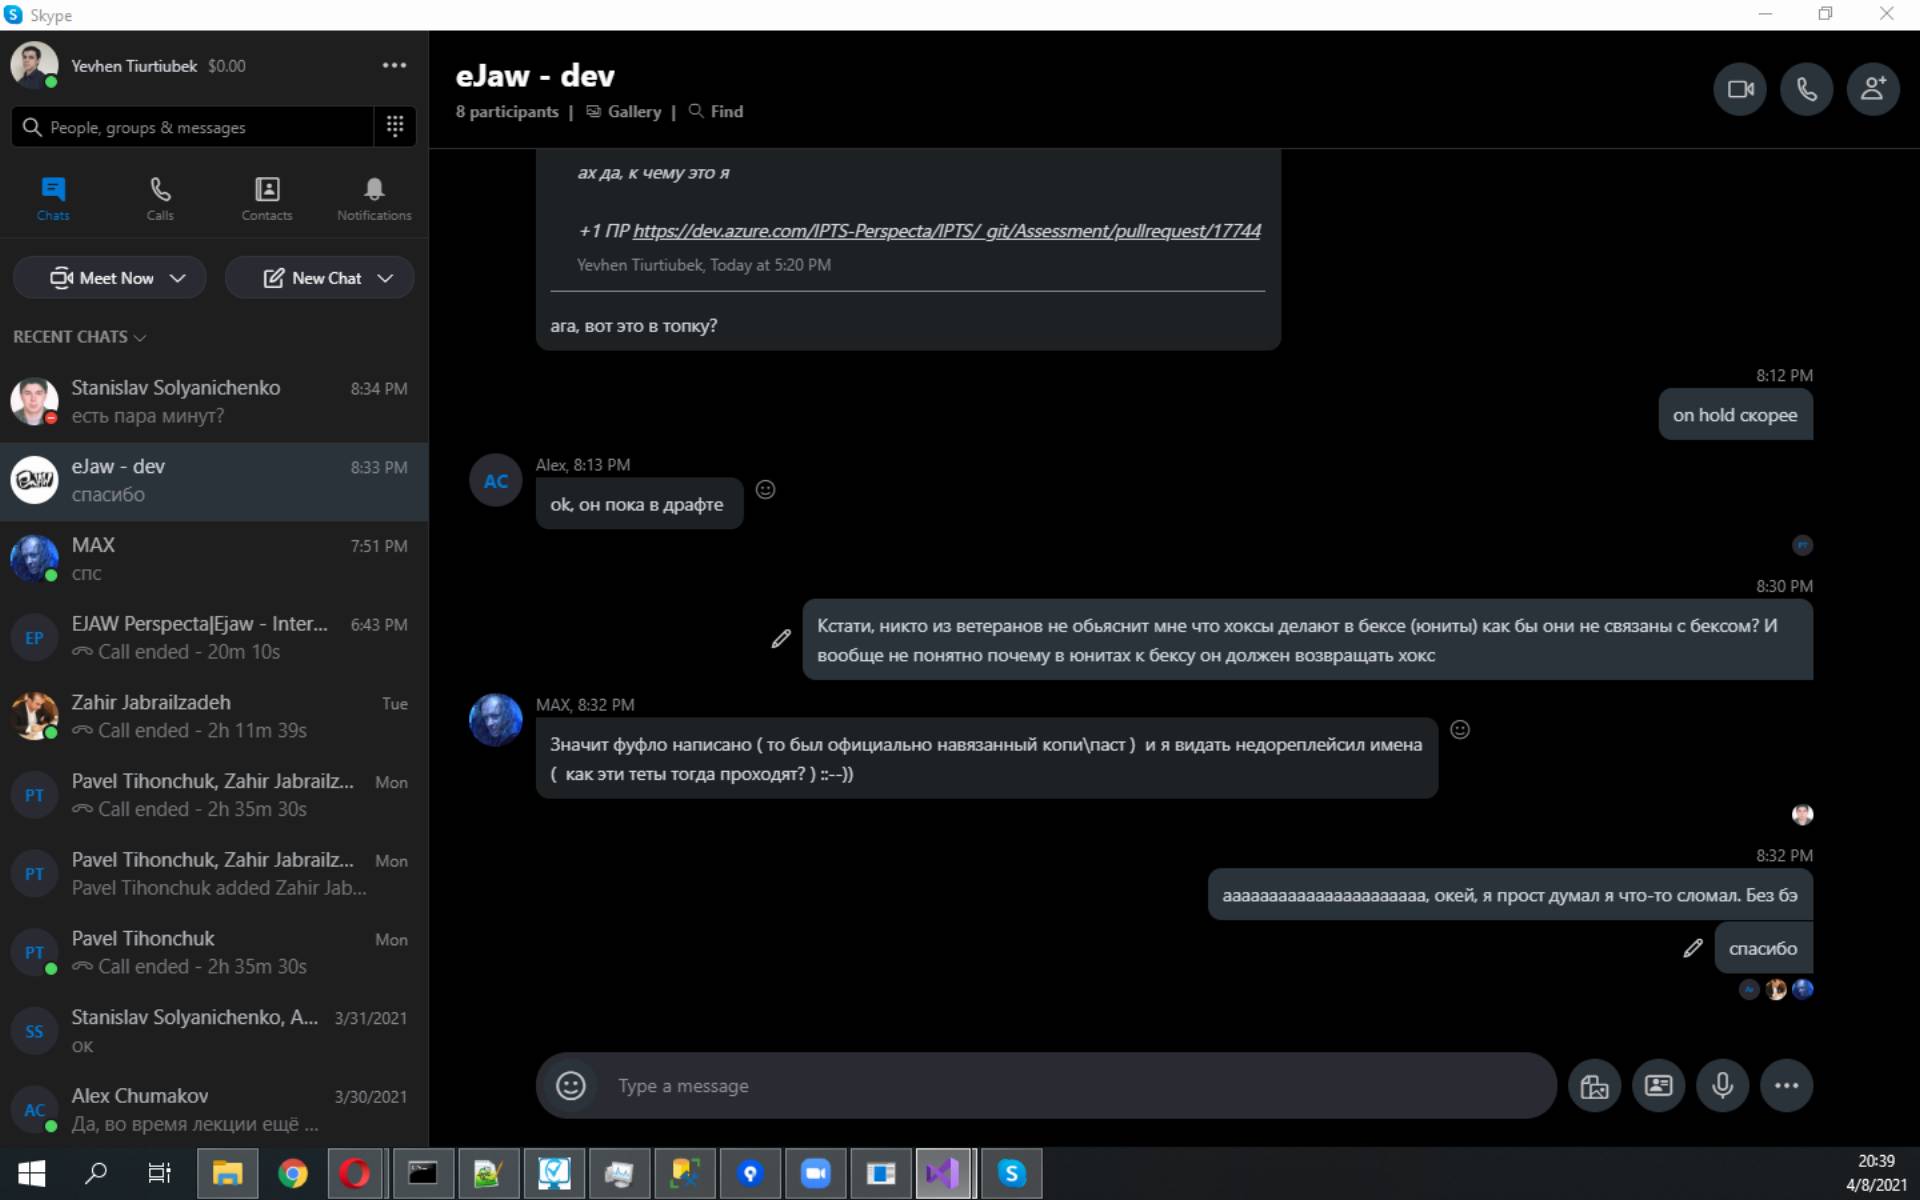 Skype
Yevhen Tiurtiubek $0.00
People, groups & messages
Chats
Calls
Contacts
Notifications
Meet Now
New Chat
RECENT CHATS
Stanislav Solyanichenko 8:34 PM
есть пара минут?
eJaw - dev 8:33 PM
спасибо
MAX 7:51 PM
спс
EP
EJAW Perspecta|Ejaw - Inter... 6:43 PM
Call ended - 20m 10s
Zahir Jabrailzadeh Tue
Call ended - 2h 11m 39s
PT
Pavel Tihonchuk, Zahir Jabrailz... Mon
Call ended - 2h 35m 30s
PT
Pavel Tihonchuk, Zahir Jabrailz... Mon
Pavel Tihonchuk added Zahir Jab...
PT
Pavel Tihonchuk Mon
Call ended - 2h 35m 30s
SS
Stanislav Solyanichenko, A... 3/31/2021
ок
AC
Alex Chumakov 3/30/2021
Да, во время лекции ещё ...
eJaw - dev
8 participants | Gallery | Find
ах да, к чему это я
+1 ПР https://dev.azure.com/IPTS-Perspecta/IPTS/_git/Assessment/pullrequest/17744
Yevhen Tiurtiubek, Today at 5:20 PM
ага, вот это в топку?
8:12 PM
on hold скорее
AC
Alex, 8:13 PM
ok, он пока в драфте
PT
8:30 PM
Кстати, никто из ветеранов не обьяснит мне что хоксы делают в бексе (юниты) как бы они не связаны с бексом? И
вообще не понятно почему в юнитах к бексу он должен возвращать хокс
MAX, 8:32 PM
Значит фуфло написано ( то был официально навязанный копи\паст ) и я видать недореплейсил имена
( как эти теты тогда проходят? ) ::--))
8:32 PM
аааааааааааааааааааааа, окей, я прост думал я что-то сломал. Без бэ
спасибо
Type a message
20:39
4/8/2021